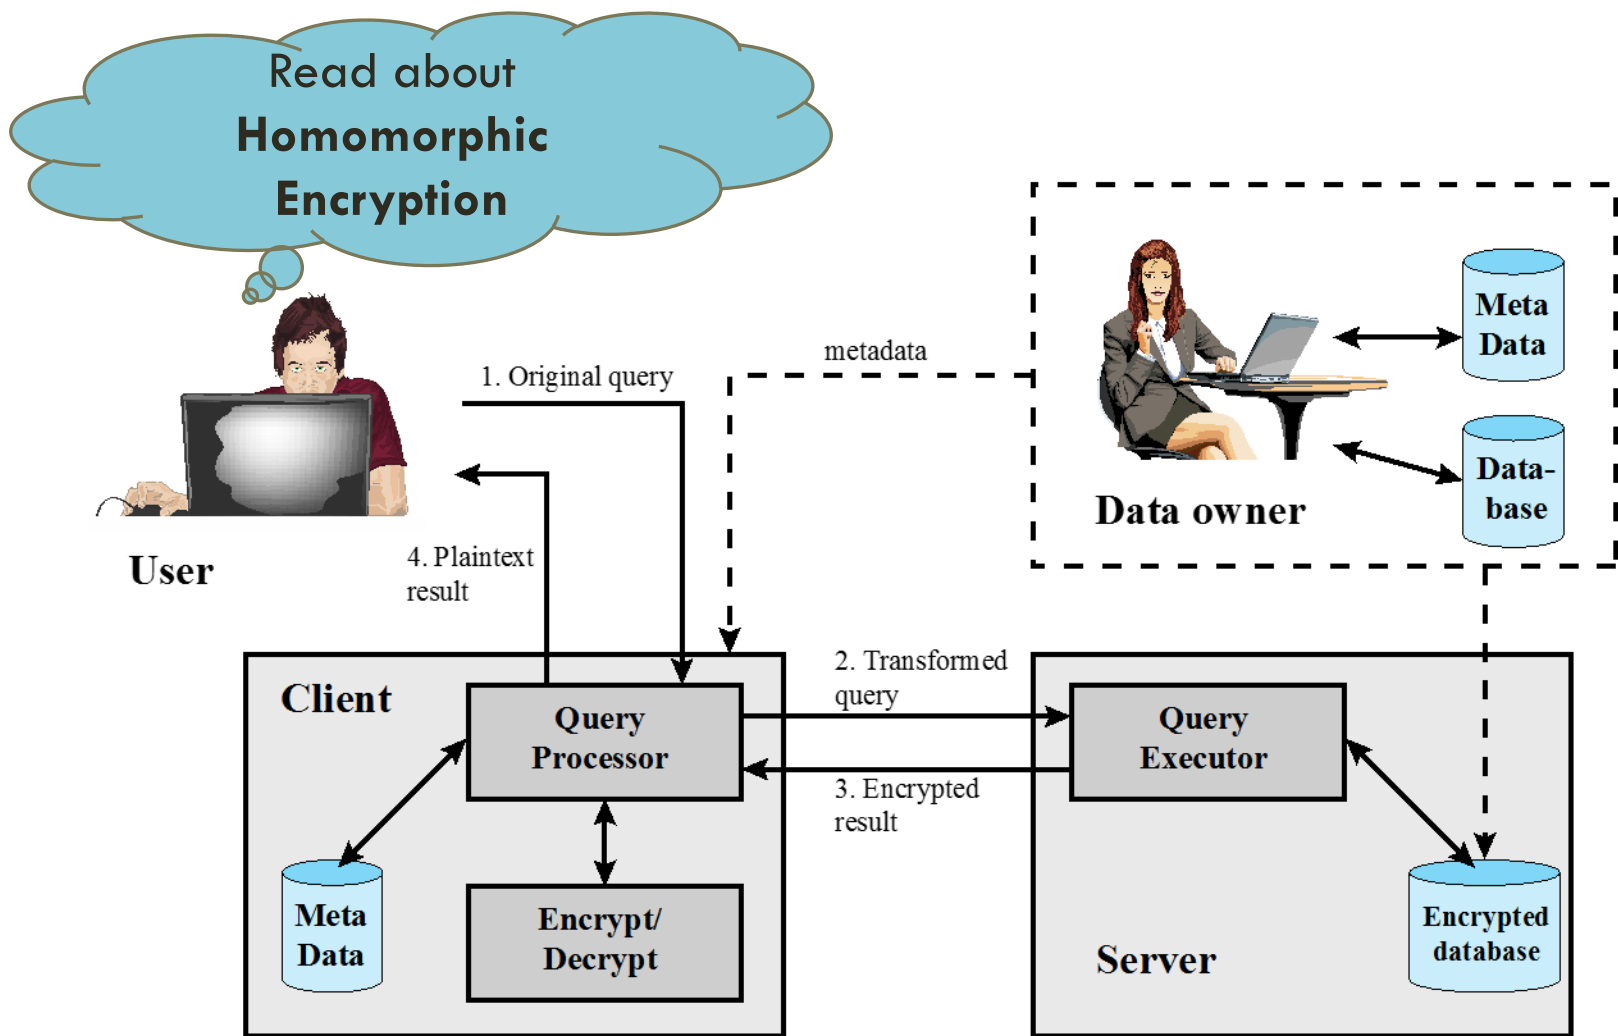 Read about
Homomorphic
Encryption
metadata
Meta
Data
1. Original query
Data-
base
Data owner
User
4. Plaintext
result
Client
2. Transformed
query
Query
Processor
Query
Executor
3. Encrypted
result
Meta
Data
Encrypt/
Decrypt
Server
Encrypted
database